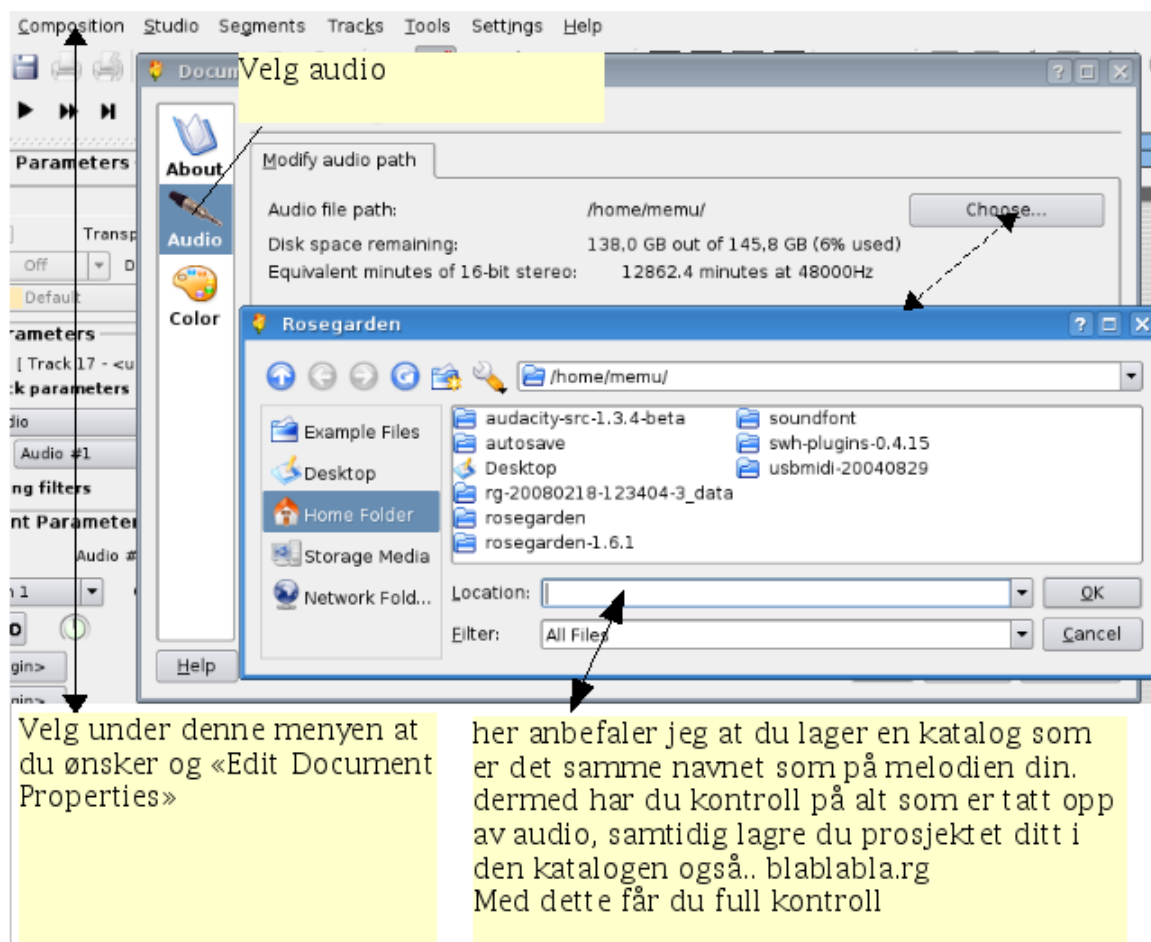 Composition Studio Segments Tracks Tools Settings Help
Docum
Velg audio
Parameters
Transp
Off
D
Default
rameters
[ Track 17 - <u
ck parameters
dio
Audio #1
ng filters
nt Parameter
Audio #
n 1
gin>
gin>
About
Audio
Color
Help
Modify audio path
Audio file path: /home/memu/ Choose...
Disk space remaining: 138,0 GB out of 145,8 GB (6% used)
Equivalent minutes of 16-bit stereo: 12862.4 minutes at 48000Hz
Rosegarden
/home/memu/
Example Files
Desktop
Home Folder
Storage Media
Network Fold...
audacity-src-1.3.4-beta
autosave
Desktop
rg-20080218-123404-3_data
rosegarden
rosegarden-1.6.1
soundfont
swh-plugins-0.4.15
usbmidi-20040829
Location: OK
Filter: All Files Cancel
Velg under denne menyen at
du ønsker og «Edit Document
Properties»
her anbefaler jeg at du lager en katalog som
er det samme navnet som på melodien din.
dermed har du kontroll på alt som er tatt opp
av audio, samtidig lagre du prosjektet ditt i
den katalogen også.. blablabla.rg
Med dette får du full kontroll